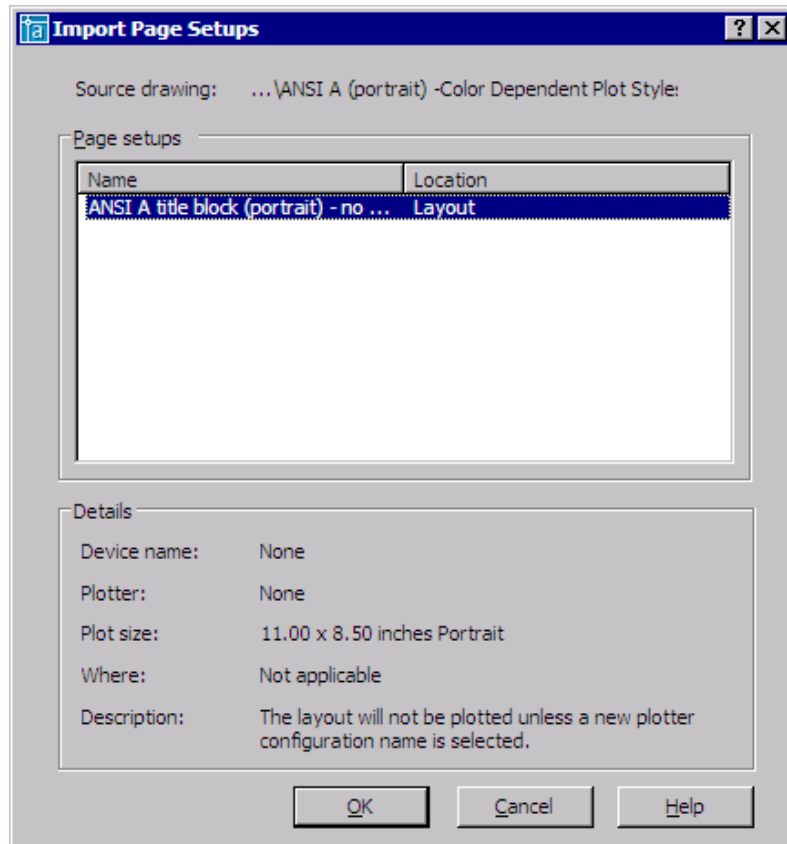 Import Page Setups
Source drawing: ...\ANSI A (portrait) -Color Dependent Plot Styles
Page setups
Name Location
ANSI A title block (portrait) - no ... Layout
Details
Device name: None
Plotter: None
Plot size: 11.00 x 8.50 inches Portrait
Where: Not applicable
Description: The layout will not be plotted unless a new plotter
configuration name is selected.
OK Cancel Help